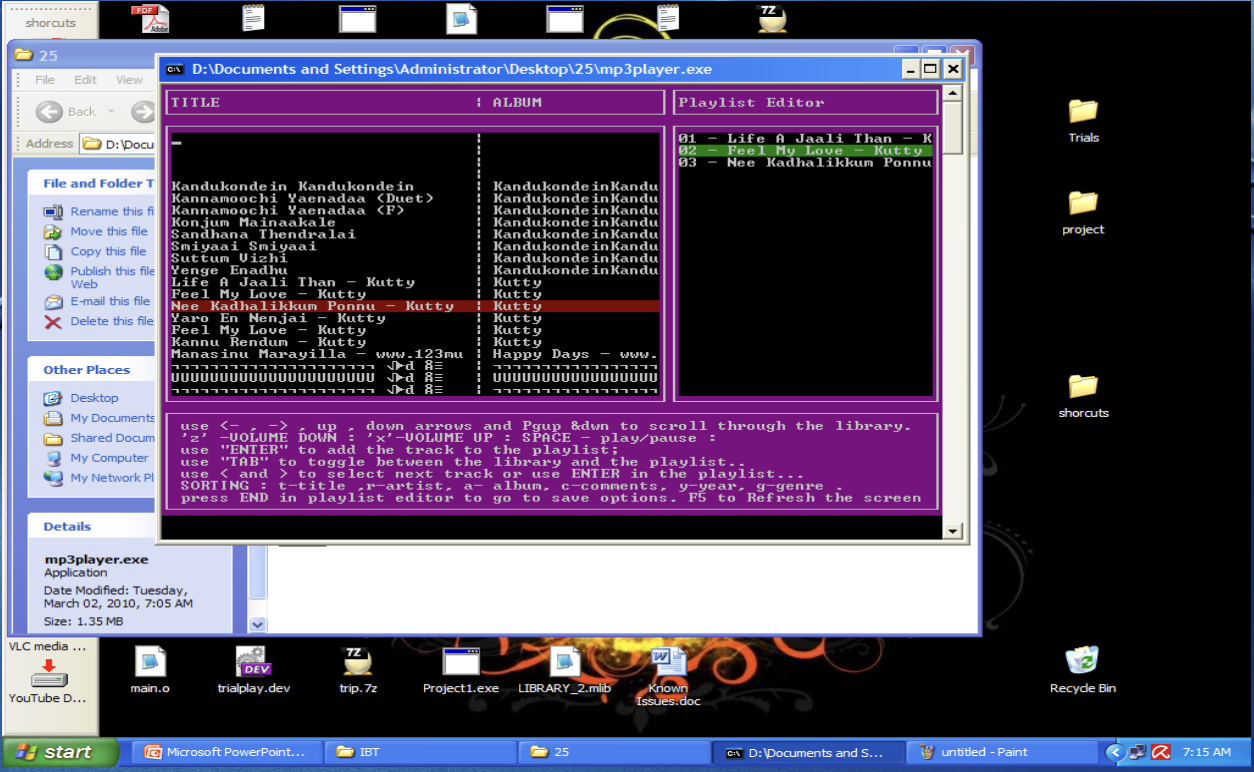 shorcuts
PDF
Adobe
7Z
25
File Edit View
Back
Address D:\Docu
File and Folder T
Rename this fi
Move this file
Copy this file
Publish this file
Web
E-mail this file
Delete this file
Other Places
Desktop
My Documents
Shared Docum
My Computer
My Network Pl
Details
mp3player.exe
Application
Date Modified: Tuesday,
March 02, 2010, 7:05 AM
Size: 1.35 MB
D:\Documents and Settings\Administrator\Desktop\25\mp3player.exe
TITLE ¦ ALBUM
Playlist Editor
Kandukondein Kandukondein ¦ KandukondeinKandu
Kannamoochi Yaenadaa (Duet) ¦ KandukondeinKandu
Kannamoochi Yaenadaa (F) ¦ KandukondeinKandu
Konjum Mainaakale ¦ KandukondeinKandu
Sandhana Thendralai ¦ KandukondeinKandu
Smiyaai Smiyaai ¦ KandukondeinKandu
Suttum Vizhi ¦ KandukondeinKandu
Yenge Enadhu ¦ KandukondeinKandu
Life A Jaali Than - Kutty ¦ Kutty
Feel My Love - Kutty ¦ Kutty
Nee Kadhalikkum Ponnu - Kutty ¦ Kutty
Yaro En Nenjai - Kutty ¦ Kutty
Feel My Love - Kutty ¦ Kutty
Kannu Rendum - Kutty ¦ Kutty
Manasinu Marayilla - www.123mu ¦ Happy Days - www.
01 - Life A Jaali Than - K
02 - Feel My Love - Kutty
03 - Nee Kadhalikkum Ponnu
use <- , -> , up , down arrows and Pgup &dwn to scroll through the library.
'z' -VOLUME DOWN : 'x'-VOLUME UP : SPACE - play/pause :
use "ENTER" to add the track to the playlist;
use "TAB" to toggle between the library and the playlist..
use < and > to select next track or use ENTER in the playlist...
SORTING : t-title ,r-artist, a- album, c-comments, y-year, g-genre .
press END in playlist editor to go to save options. F5 to Refresh the screen
Trials
project
shorcuts
Recycle Bin
VLC media ...
YouTube D...
main.o
DEV
trialplay.dev
7Z
trip.7z
Project1.exe
LIBRARY_2.mlib
Known
Issues.doc
start
Microsoft PowerPoint...
IBT
25
D:\Documents and S...
untitled - Paint
7:15 AM